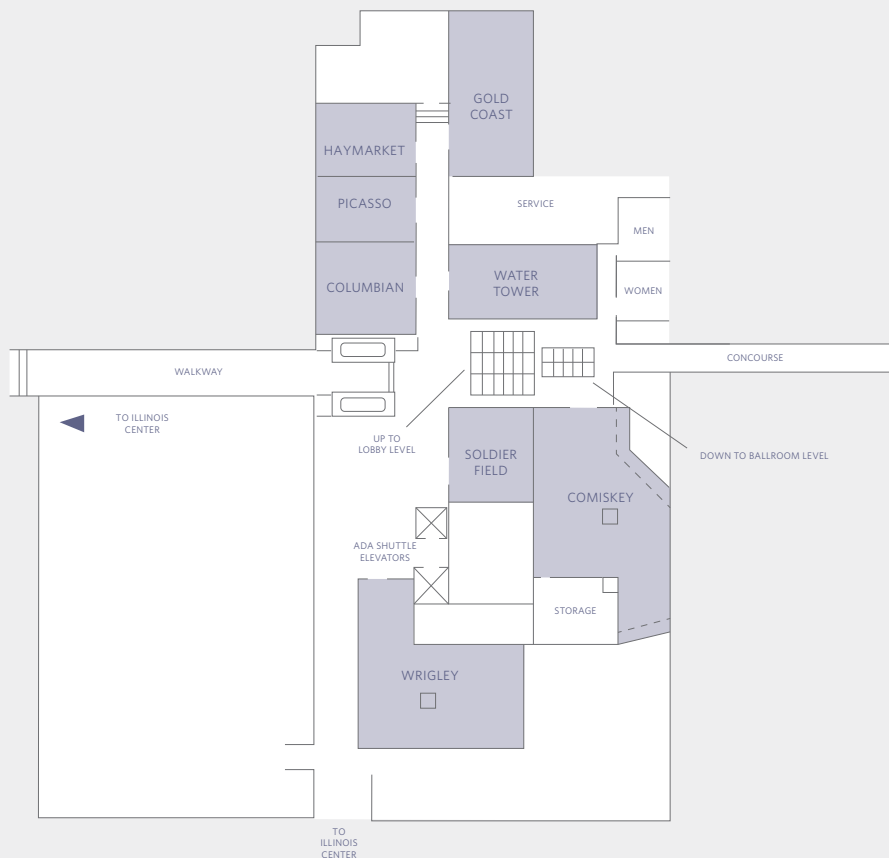 GOLD
COAST
HAYMARKET
PICASSO
SERVICE
MEN
COLUMBIAN
WATER
TOWER
WOMEN
WALKWAY
CONCOURSE
TO ILLINOIS
CENTER
UP TO
LOBBY LEVEL
SOLDIER
FIELD
DOWN TO BALLROOM LEVEL
COMISKEY
ADA SHUTTLE
ELEVATORS
STORAGE
WRIGLEY
TO
ILLINOIS
CENTER